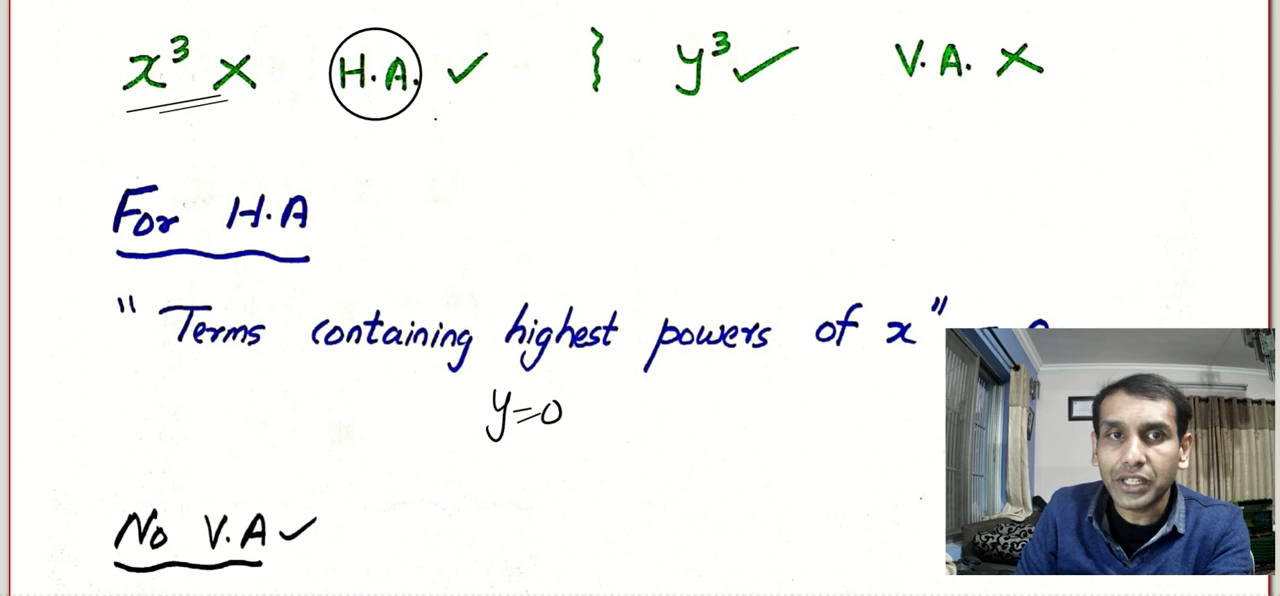 x³ ✗ H.A. ✓ } y³ ✓ V.A. ✗
For H.A
" Terms containing highest powers of x"
y=0
No V.A ✓